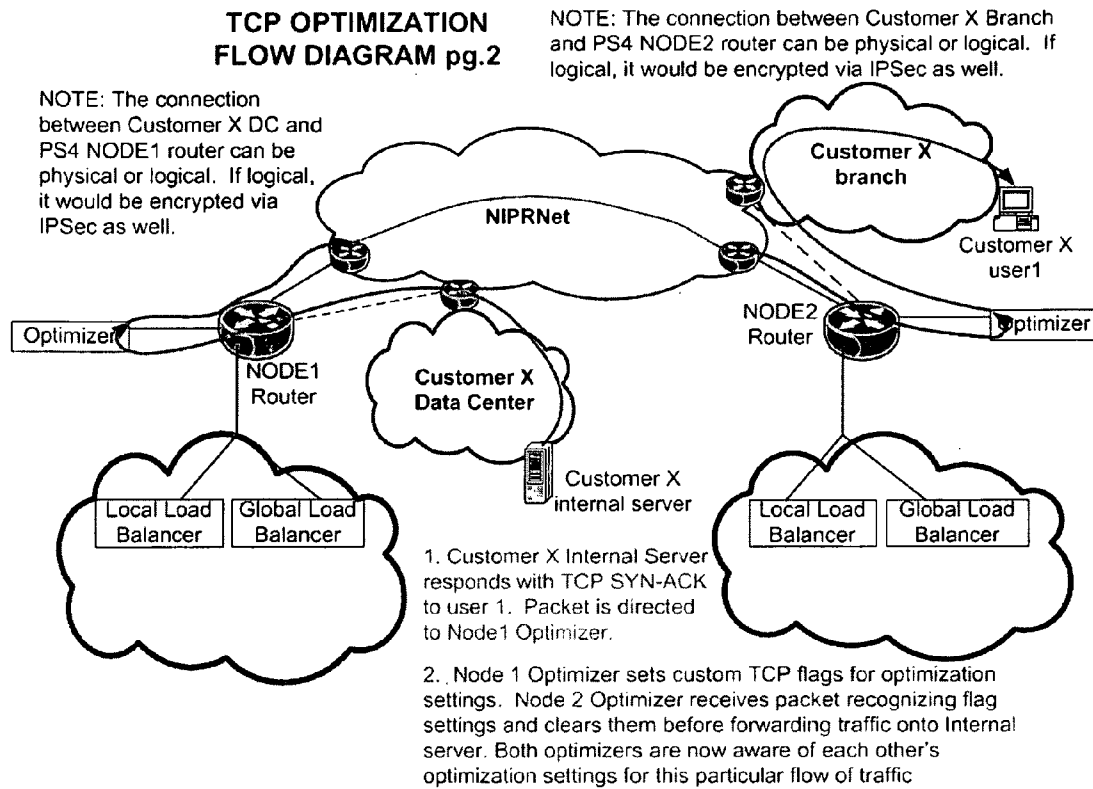 TCP OPTIMIZATION
FLOW DIAGRAM pg.2
NOTE: The connection between Customer X Branch
and PS4 NODE2 router can be physical or logical. If
logical, it would be encrypted via IPSec as well.
NOTE: The connection
between Customer X DC and
PS4 NODE1 router can be
physical or logical. If logical,
it would be encrypted via
IPSec as well.
NIPRNet
Customer X
branch
Customer X
user1
Optimizer
NODE1
Router
Customer X
Data Center
Customer X
internal server
NODE2
Router
Optimizer
Local Load
Balancer
Global Load
Balancer
Local Load
Balancer
Global Load
Balancer
1. Customer X Internal Server
responds with TCP SYN-ACK
to user 1. Packet is directed
to Node1 Optimizer.
2. Node 1 Optimizer sets custom TCP flags for optimization
settings. Node 2 Optimizer receives packet recognizing flag
settings and clears them before forwarding traffic onto Internal
server. Both optimizers are now aware of each other's
optimization settings for this particular flow of traffic